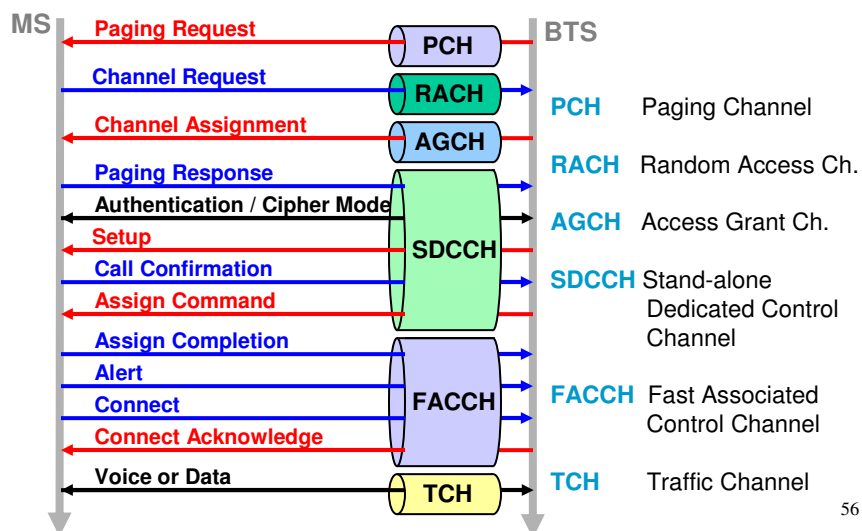 MS
BTS
Paging Request
PCH
Channel Request
RACH
Channel Assignment
AGCH
Paging Response
Authentication / Cipher Mode
Setup
SDCCH
Call Confirmation
Assign Command
Assign Completion
Alert
FACCH
Connect
Connect Acknowledge
Voice or Data
TCH
PCH Paging Channel
RACH Random Access Ch.
AGCH Access Grant Ch.
SDCCH Stand-alone
Dedicated Control
Channel
FACCH Fast Associated
Control Channel
TCH Traffic Channel
56